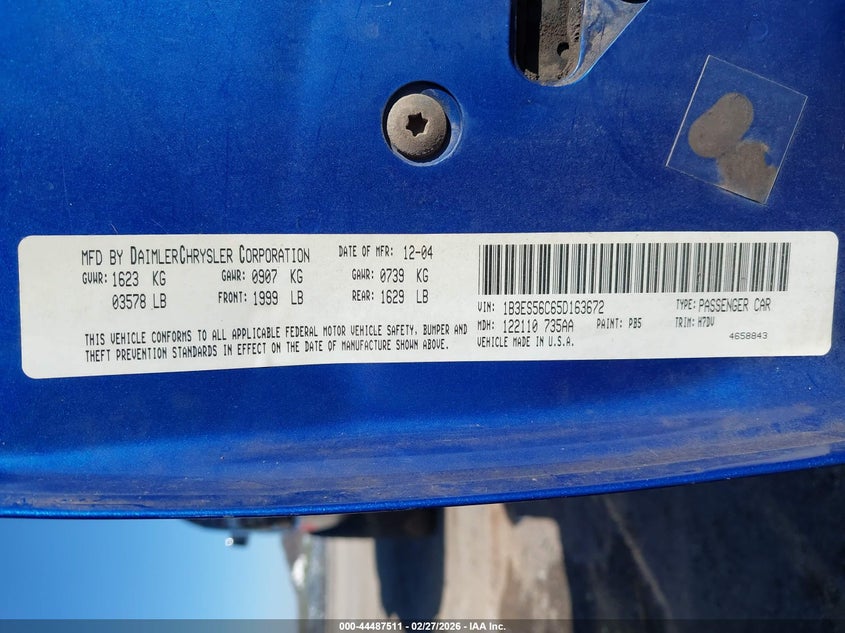 MFD BY DAIMLERCHRYSLER CORPORATION DATE OF MFR: 12-04
GVWR: 1623 KG GAWR: 0907 KG GAWR: 0739 KG
03578 LB FRONT: 1999 LB REAR: 1629 LB
THIS VEHICLE CONFORMS TO ALL APPLICABLE FEDERAL MOTOR VEHICLE SAFETY, BUMPER AND
THEFT PREVENTION STANDARDS IN EFFECT ON THE DATE OF MANUFACTURE SHOWN ABOVE.
VIN: 1B3ES56C65D163672 TYPE: PASSENGER CAR
MDH: 122110 735AA PAINT: PB5 TRIM: H7DV
VEHICLE MADE IN U.S.A. 4658843
000-44487511 - 02/27/2026 - IAA Inc.